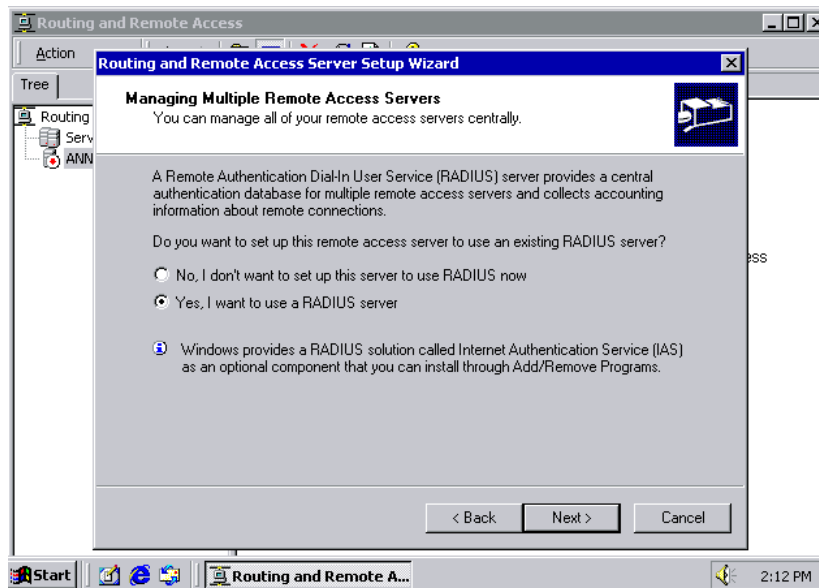 Routing and Remote Access
Action
Tree
Routing
Serv
ANN
ess
Routing and Remote Access Server Setup Wizard
Managing Multiple Remote Access Servers
You can manage all of your remote access servers centrally.
A Remote Authentication Dial-In User Service (RADIUS) server provides a central
authentication database for multiple remote access servers and collects accounting
information about remote connections.
Do you want to set up this remote access server to use an existing RADIUS server?
No, I don't want to set up this server to use RADIUS now
Yes, I want to use a RADIUS server
Windows provides a RADIUS solution called Internet Authentication Service (IAS)
as an optional component that you can install through Add/Remove Programs.
< Back
Next >
Cancel
Start
Routing and Remote A...
2:12 PM